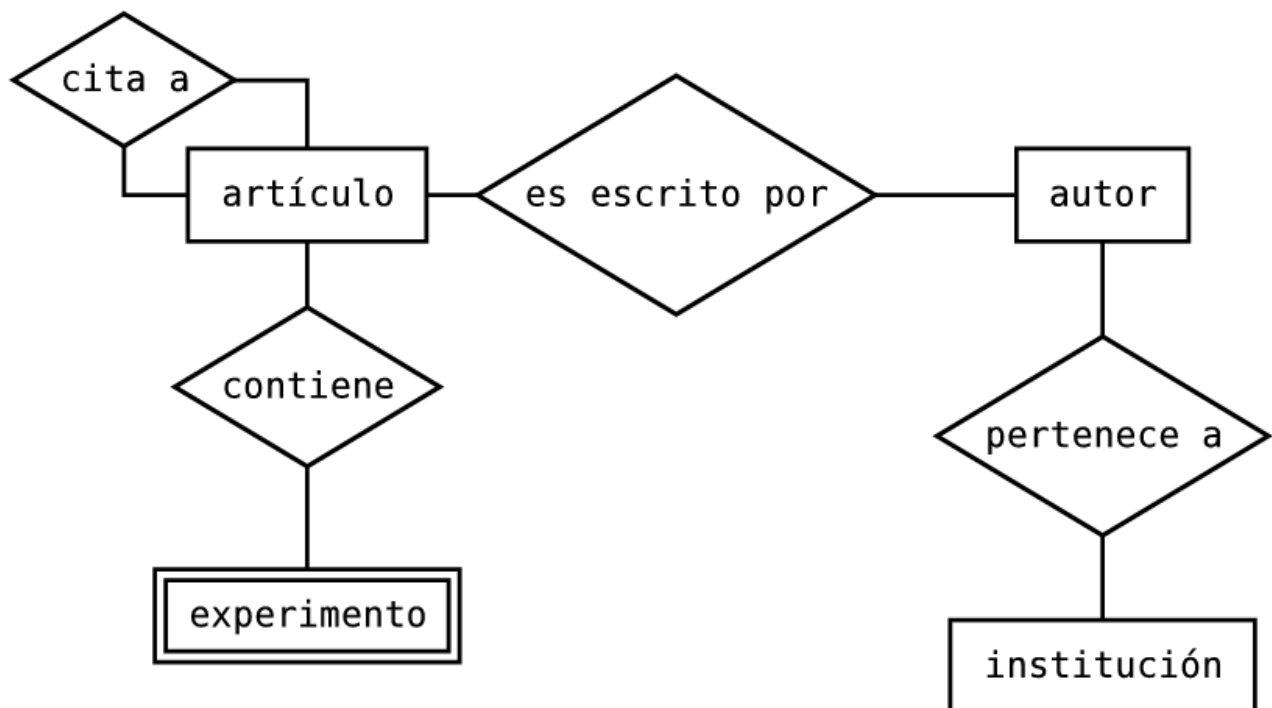 cita a
artículo
es escrito por
autor
contiene
pertenece a
experimento
institución